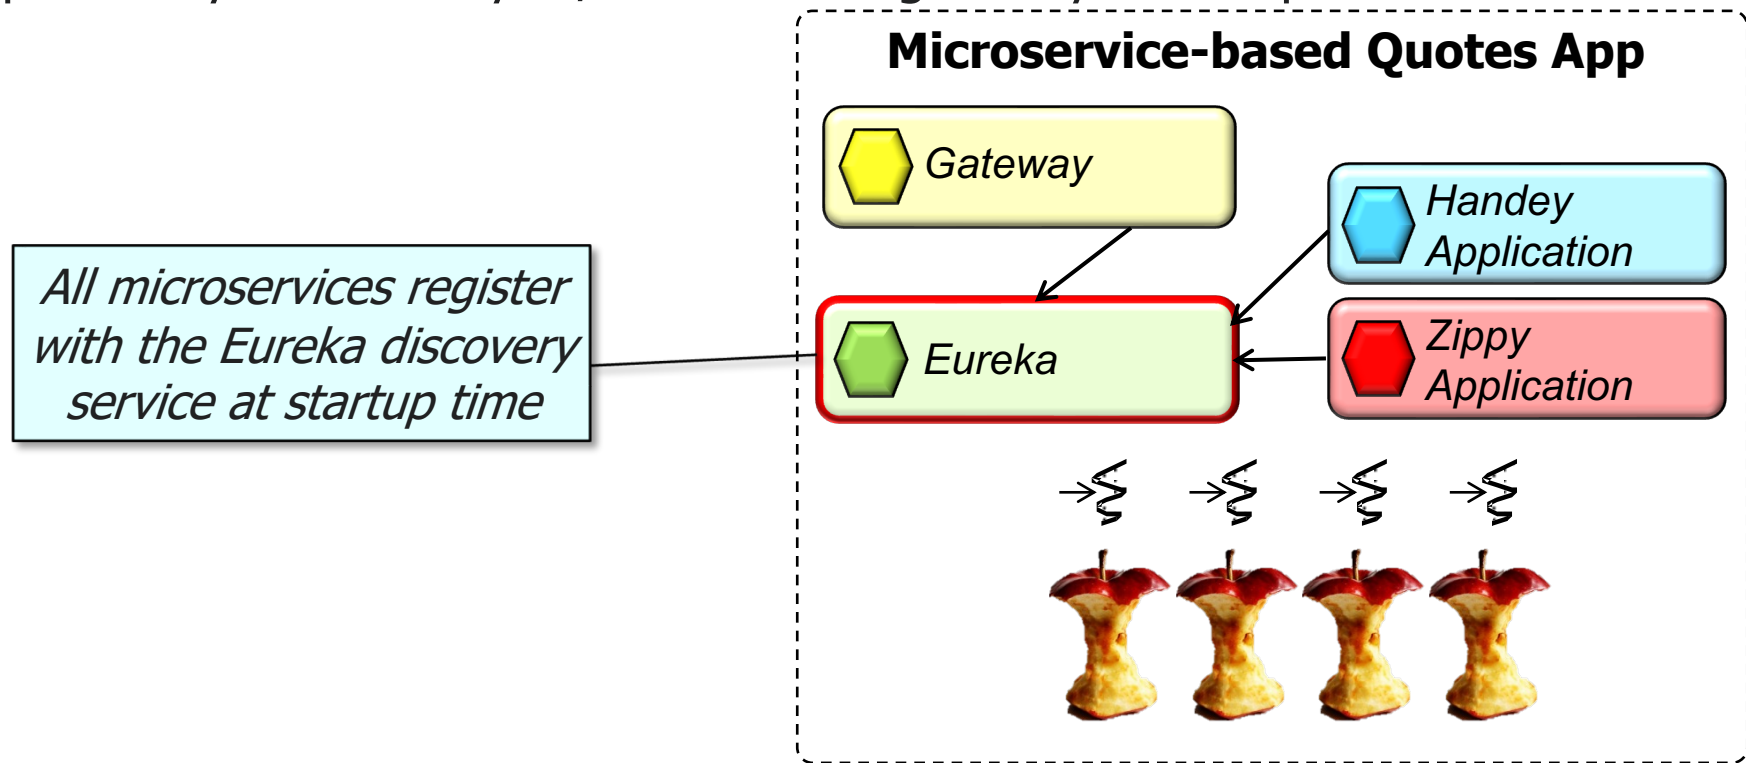 Microservice-based Quotes App
Gateway
Handey
Application
All microservices register
with the Eureka discovery
service at startup time
Eureka
Zippy
Application